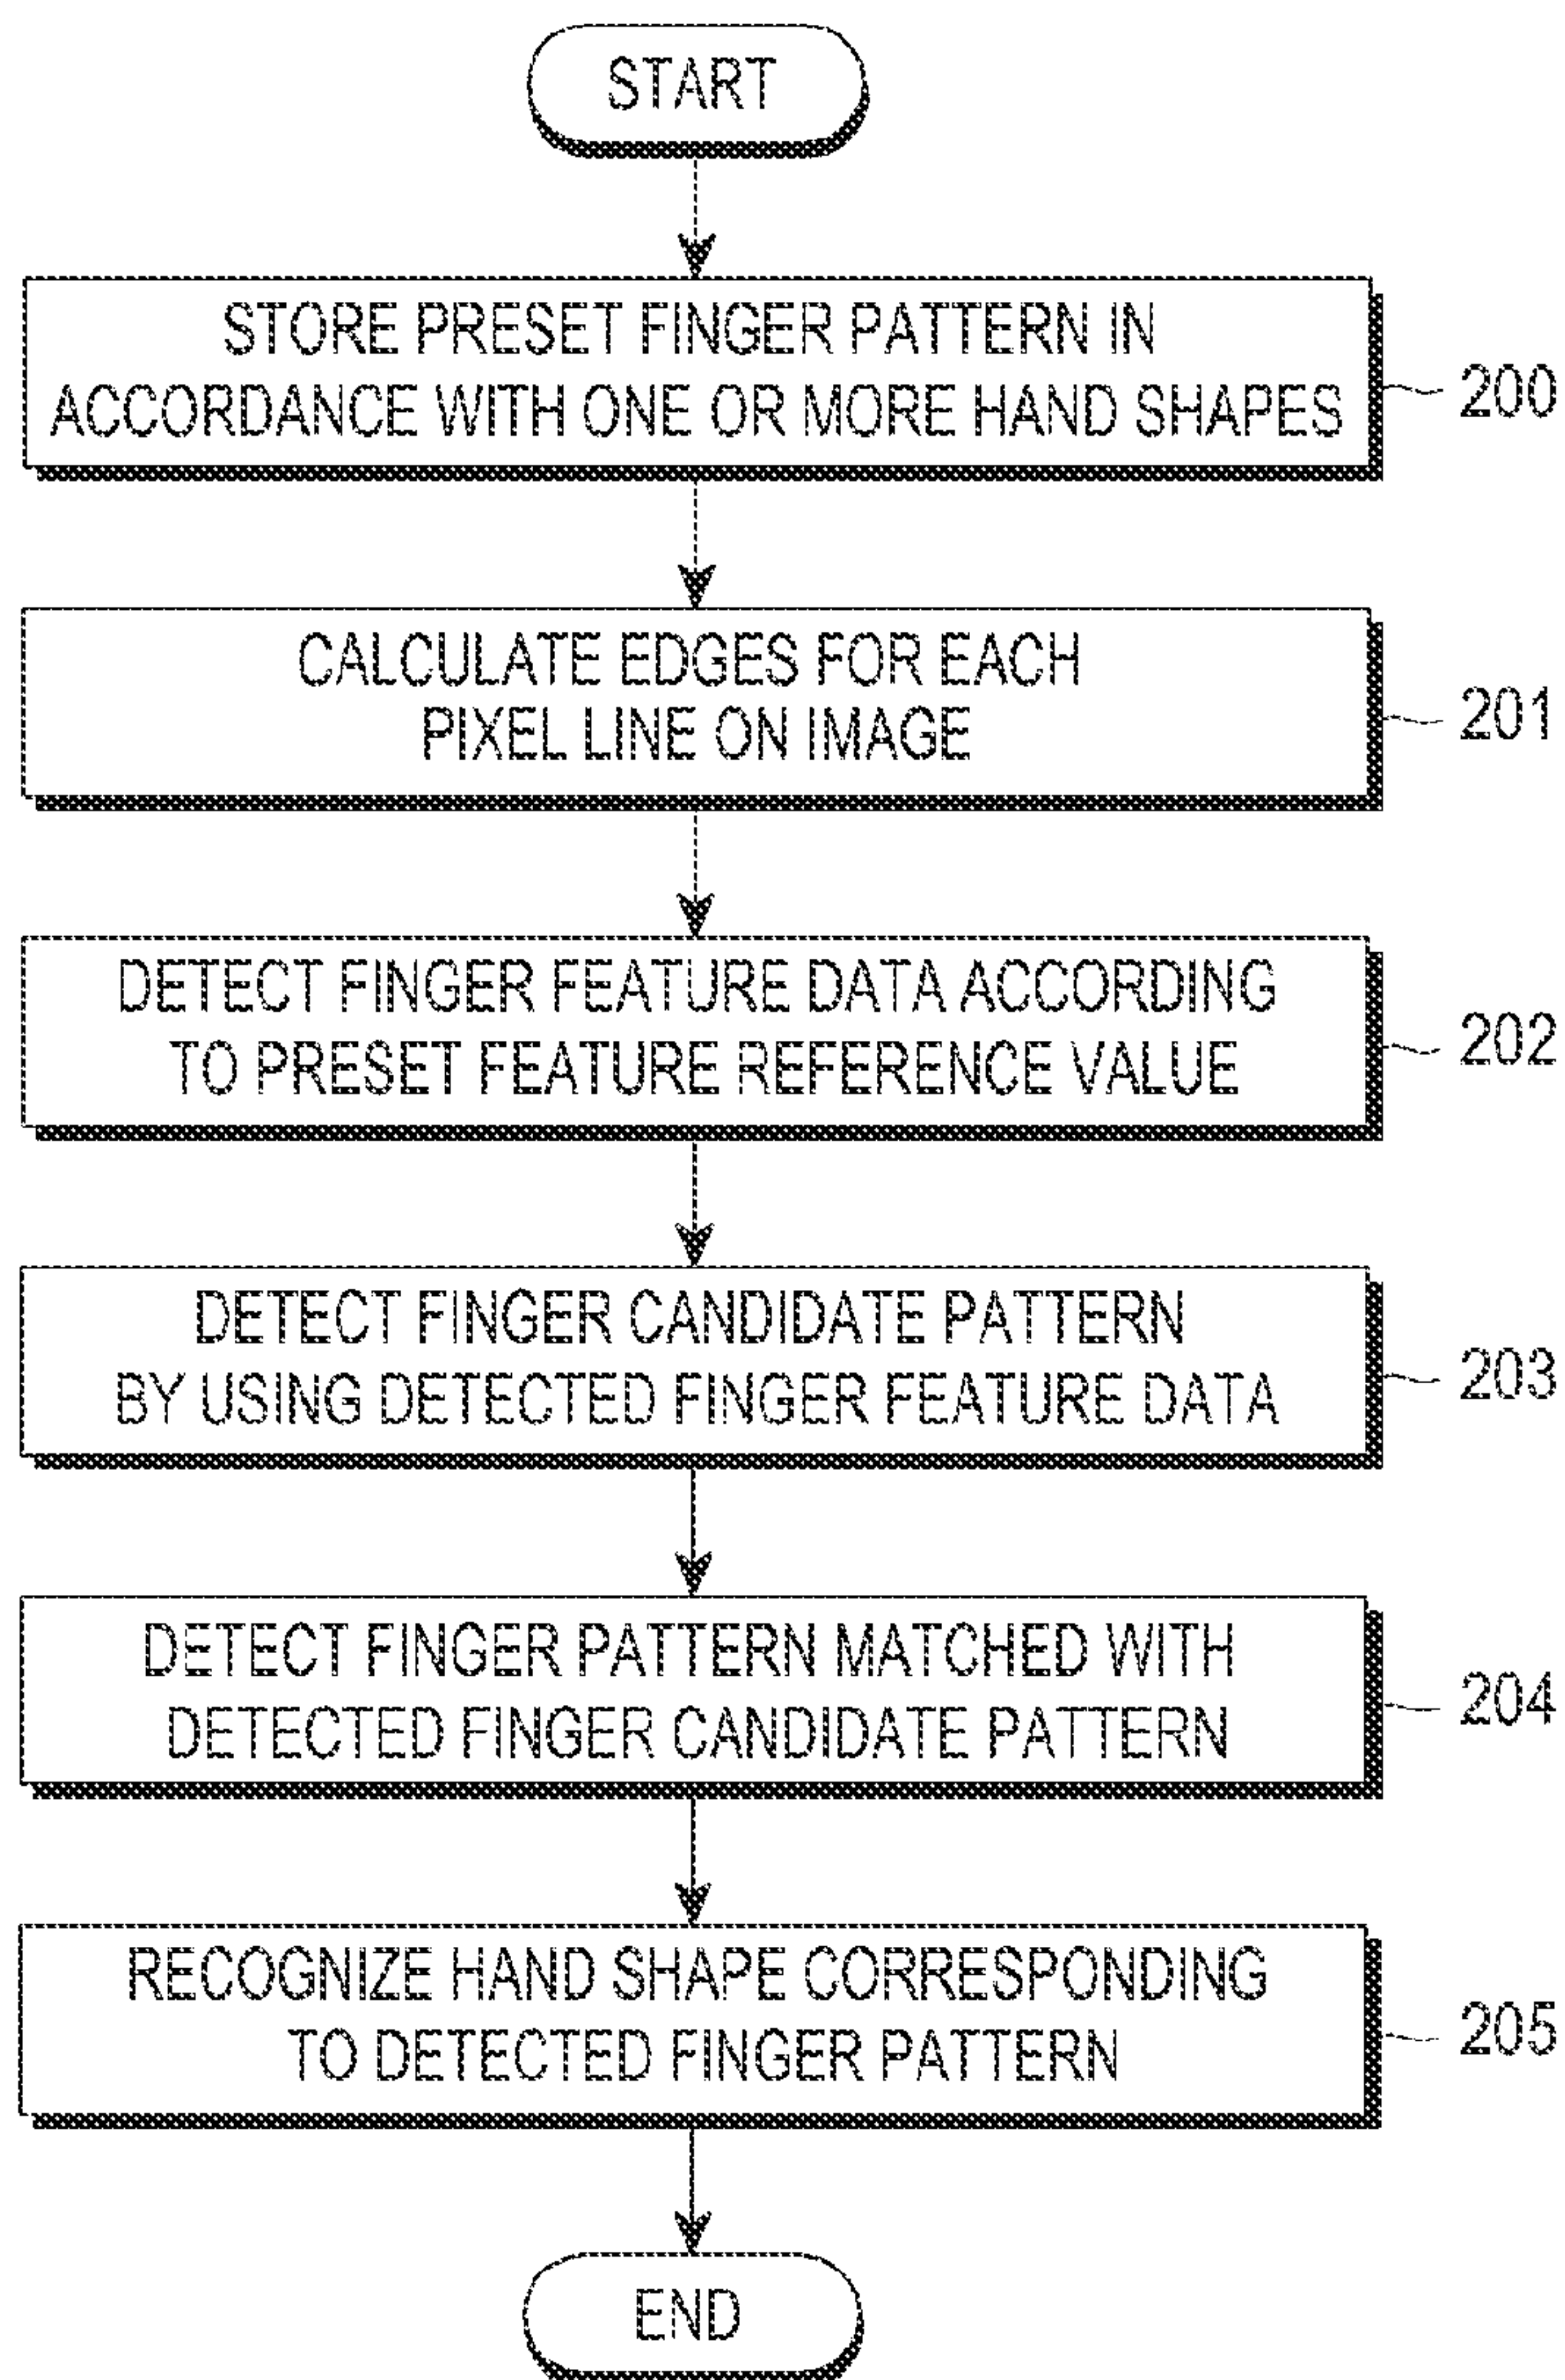 START
STORE PRESET FINGER PATTERN IN
ACCORDANCE WITH ONE OR MORE HAND SHAPES
200
CALCULATE EDGES FOR EACH
PIXEL LINE ON IMAGE
201
DETECT FINGER FEATURE DATA ACCORDING
TO PRESET FEATURE REFERENCE VALUE
202
DETECT FINGER CANDIDATE PATTERN
BY USING DETECTED FINGER FEATURE DATA
203
DETECT FINGER PATTERN MATCHED WITH
DETECTED FINGER CANDIDATE PATTERN
204
RECOGNIZE HAND SHAPE CORRESPONDING
TO DETECTED FINGER PATTERN
205
END